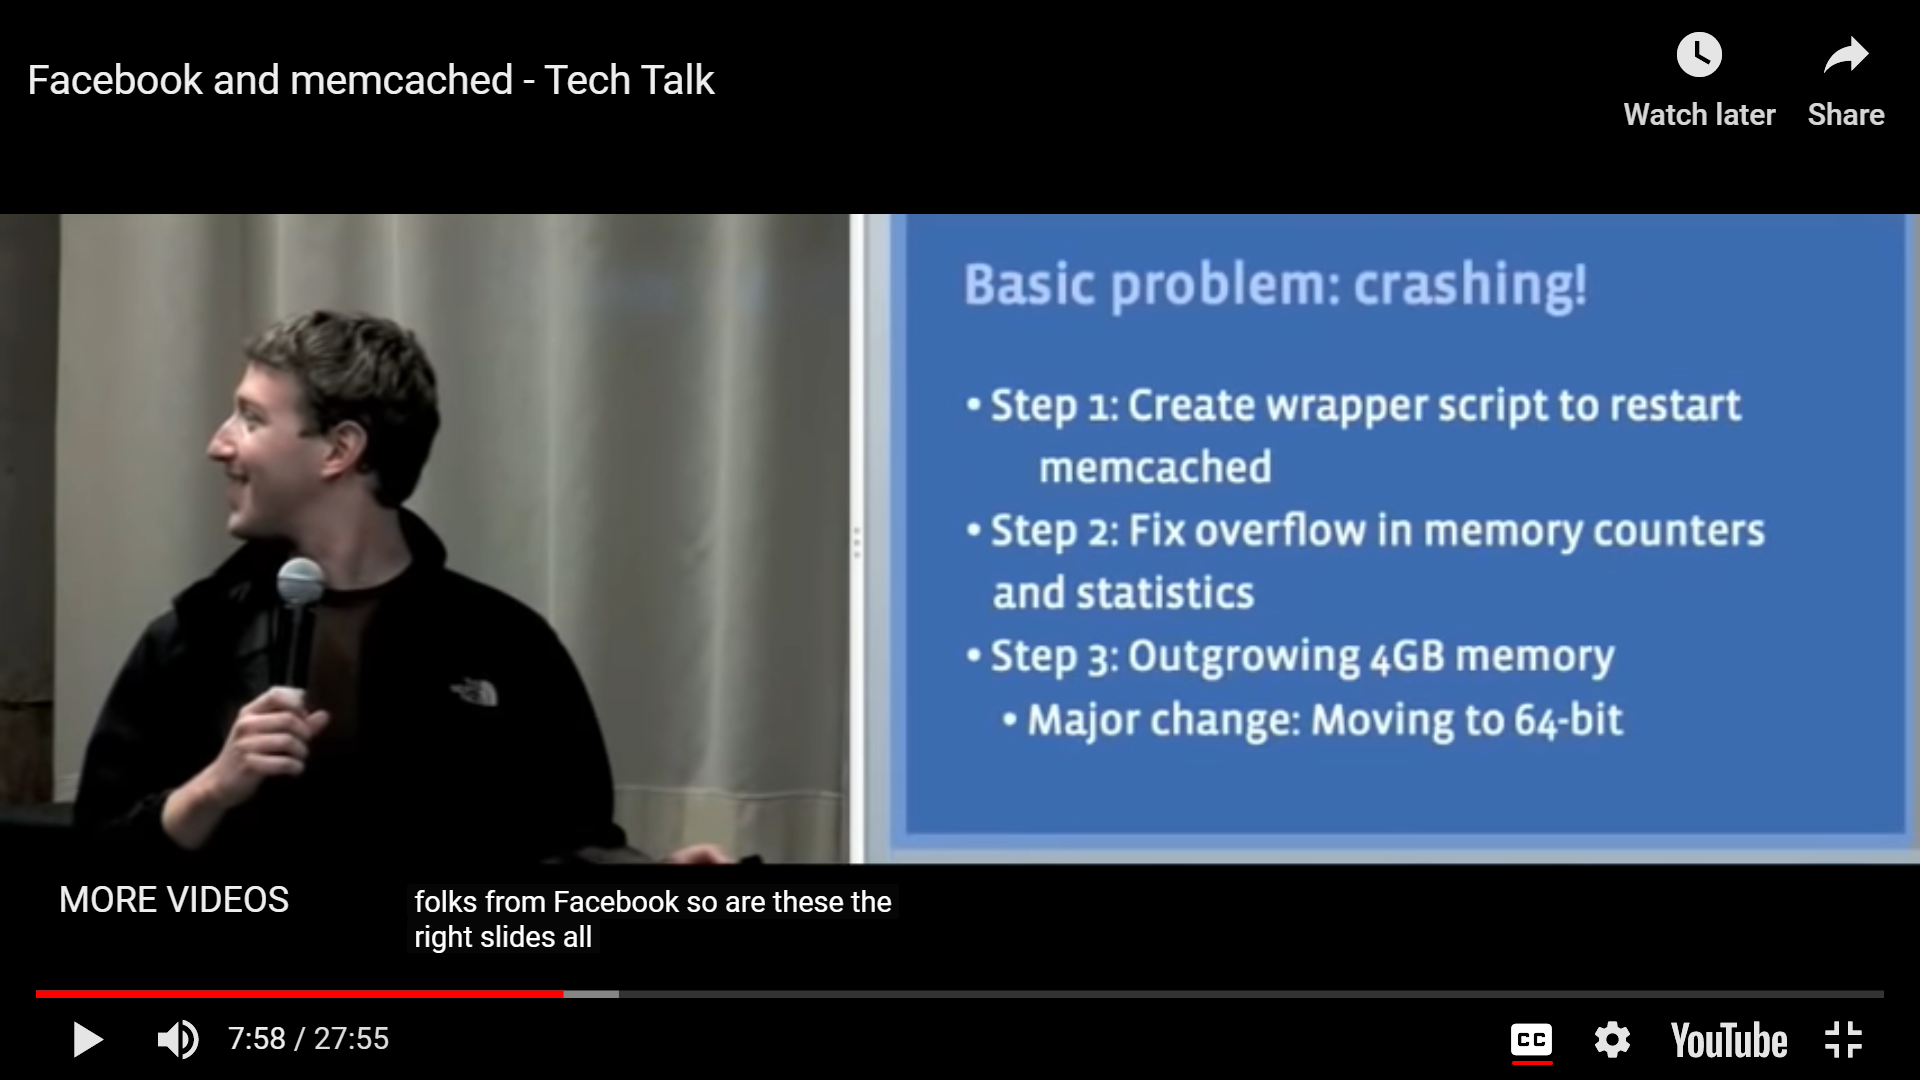 Facebook and memcached - Tech Talk
Watch later
Share
Basic problem: crashing!
• Step 1: Create wrapper script to restart
memcached
• Step 2: Fix overflow in memory counters
and statistics
• Step 3: Outgrowing 4GB memory
• Major change: Moving to 64-bit
MORE VIDEOS
folks from Facebook so are these the
right slides all
7:58 / 27:55
CC
YouTube